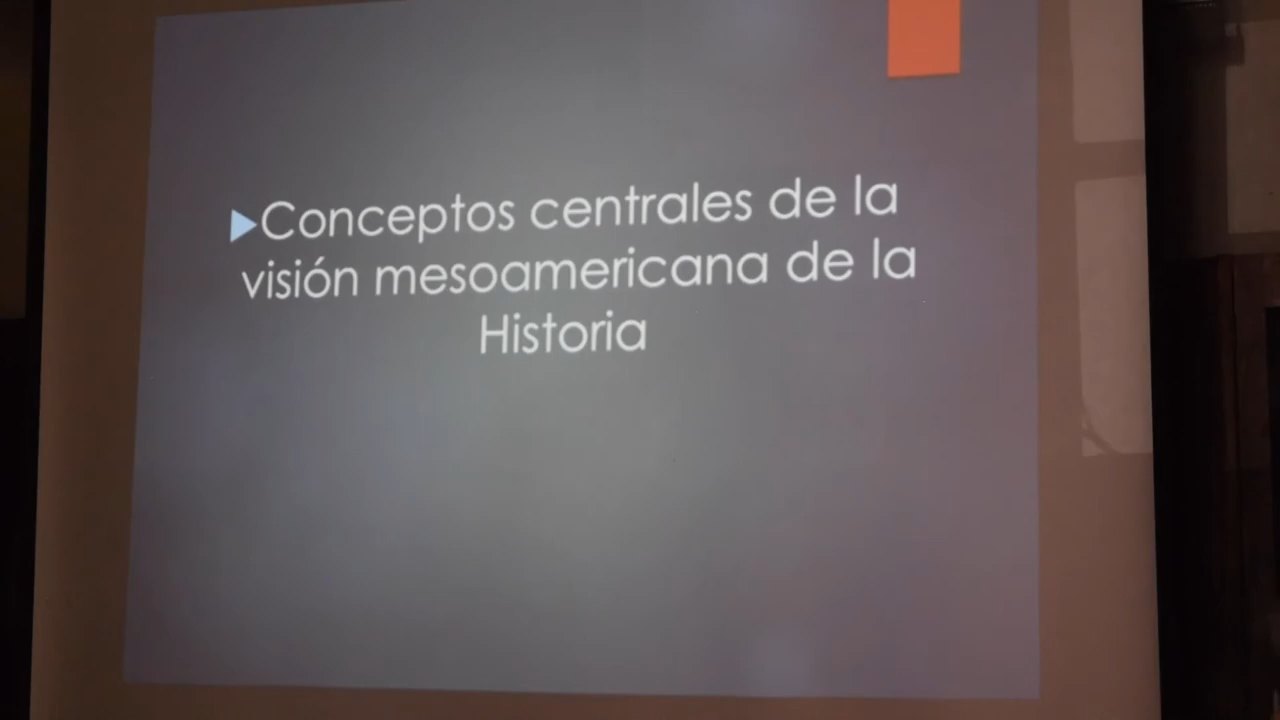 Conceptos centrales de la
visión mesoamericana de la
Historia